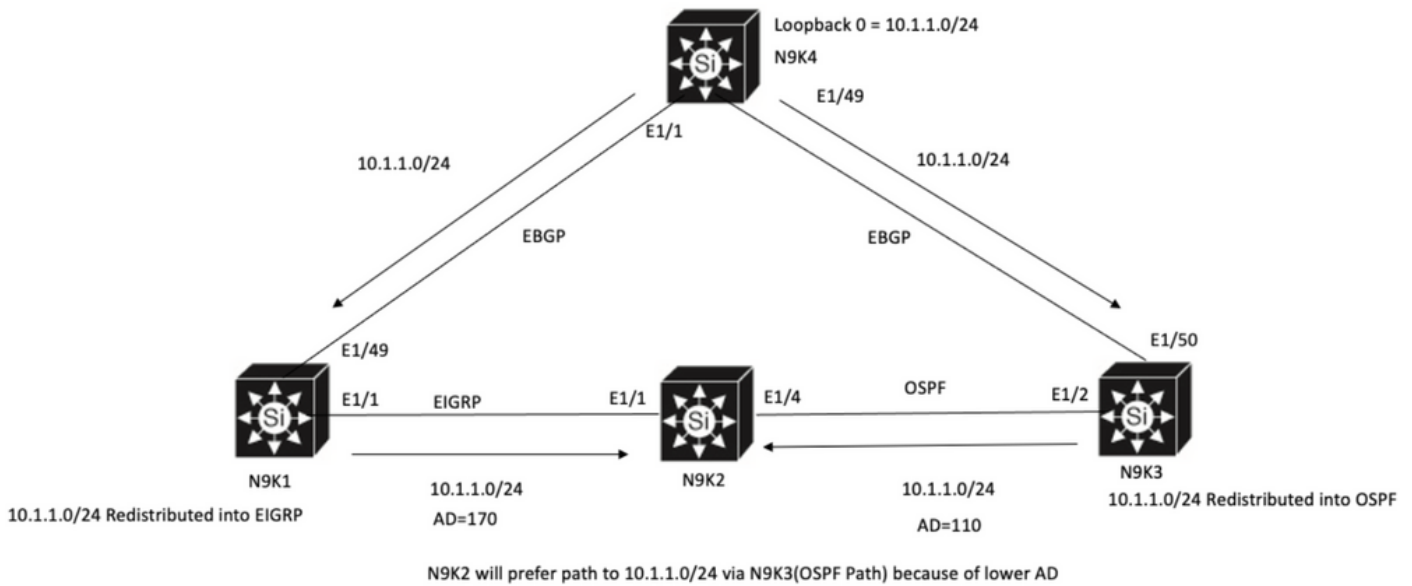 Loopback 0 = 10.1.1.0/24
Si
N9K4
E1/49
E1/1
10.1.1.0/24
10.1.1.0/24
EBGP
EBGP
E1/49
E1/50
Si
E1/1
EIGRP
E1/1
Si
E1/4
OSPF
E1/2
Si
N9K1
N9K2
N9K3
10.1.1.0/24 Redistributed into EIGRP
10.1.1.0/24
AD=170
10.1.1.0/24
AD=110
10.1.1.0/24 Redistributed into OSPF
N9K2 will prefer path to 10.1.1.0/24 via N9K3(OSPF Path) because of lower AD